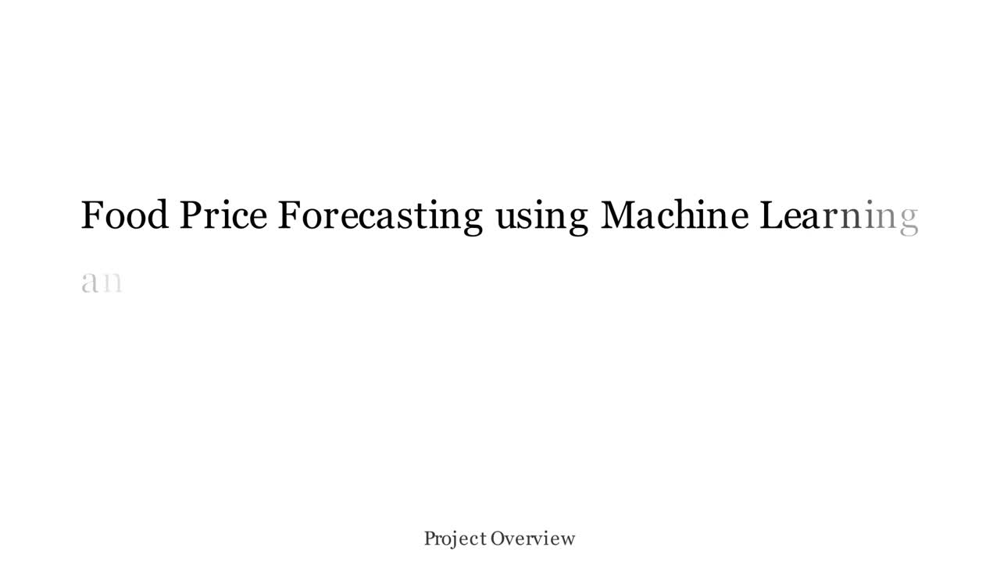 Food Price Forecasting using Machine Learning
an
Project Overview